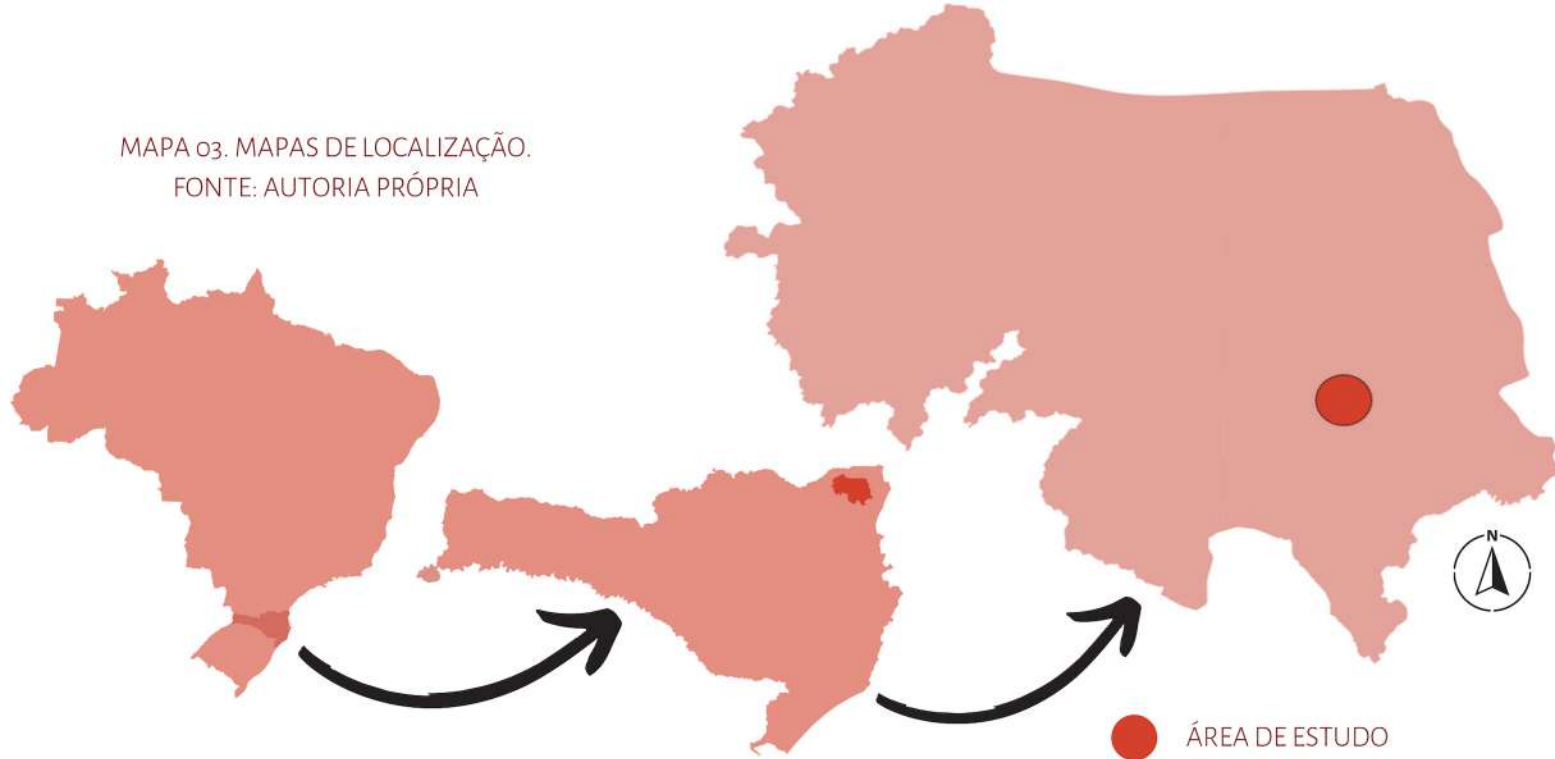 MAPA 03. MAPAS DE LOCALIZAÇÃO.
FONTE: AUTORIA PRÓPRIA
N
ÁREA DE ESTUDO